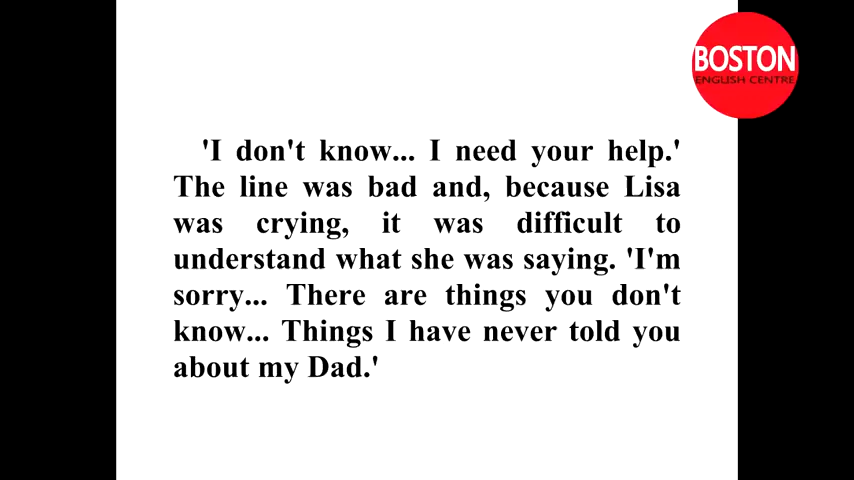 BOSTON
ENGLISH CENTRE
'I don't know... I need your help.'
The line was bad and, because Lisa
was crying, it was difficult to
understand what she was saying. 'I'm
sorry... There are things you don't
know... Things I have never told you
about my Dad.'